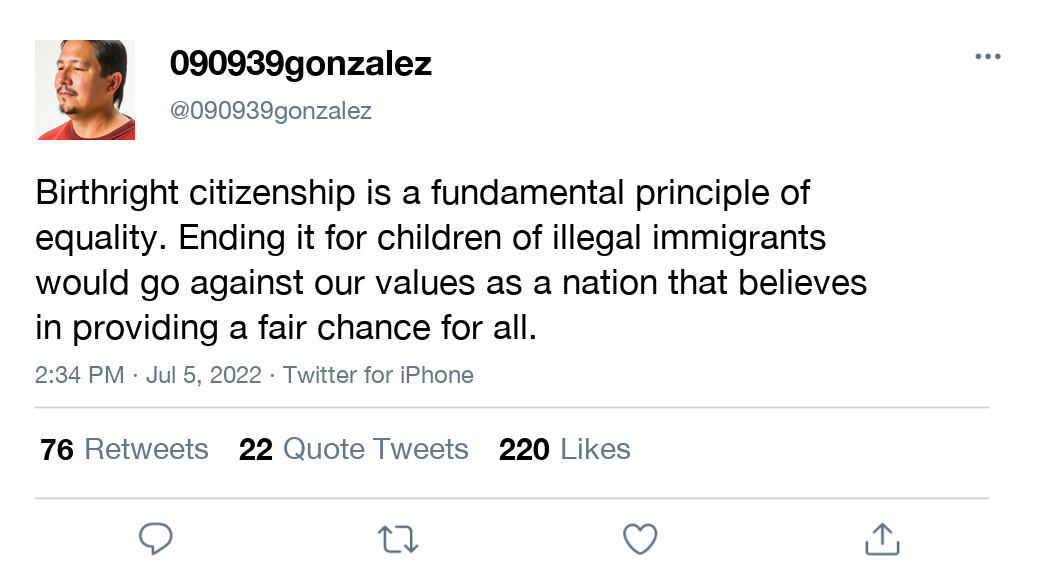 090939gonzalez
@090939gonzalez
Birthright citizenship is a fundamental principle of
equality. Ending it for children of illegal immigrants
would go against our values as a nation that believes
in providing a fair chance for all.
2:34 PM · Jul 5, 2022 · Twitter for iPhone
76 Retweets 22 Quote Tweets 220 Likes